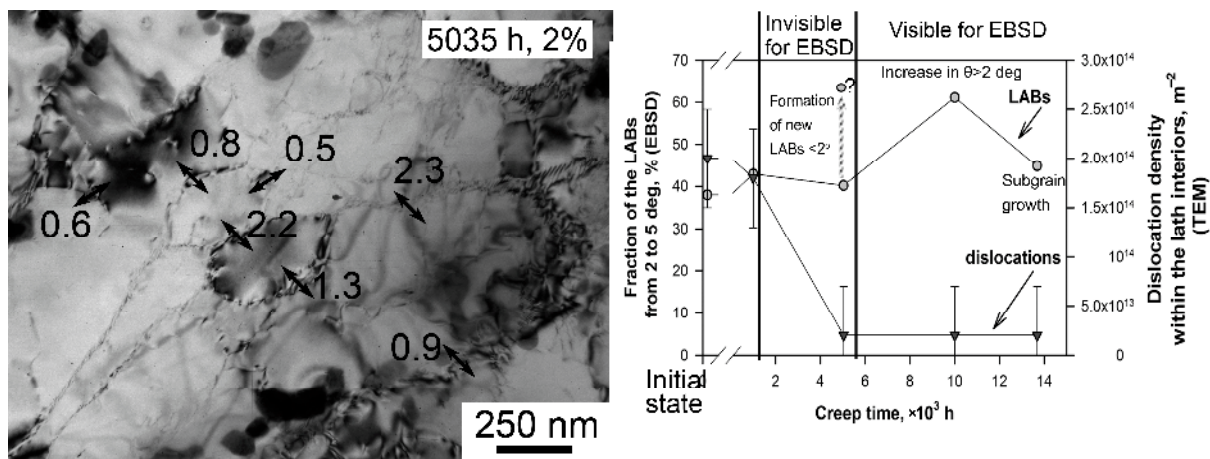 5035 h, 2%
0.8
0.5
2.3
0.6
2.2
1.3
0.9
250 nm
Invisible
for EBSD
Visible for EBSD
Fraction of the LABs
from 2 to 5 deg, % (EBSD)
70
60
50
40
30
20
10
0
Formation
of new
LABs <2°
?
Increase in θ>2 deg
LABs
Subgrain
growth
dislocations
3.0x10¹⁴
2.5x10¹⁴
2.0x10¹⁴
1.5x10¹⁴
10¹⁴
5.0x10¹³
0
Dislocation density
within the lath interiors, m⁻²
(TEM)
Initial
state
2
4
6
8
10
12
14
Creep time, ×10³ h